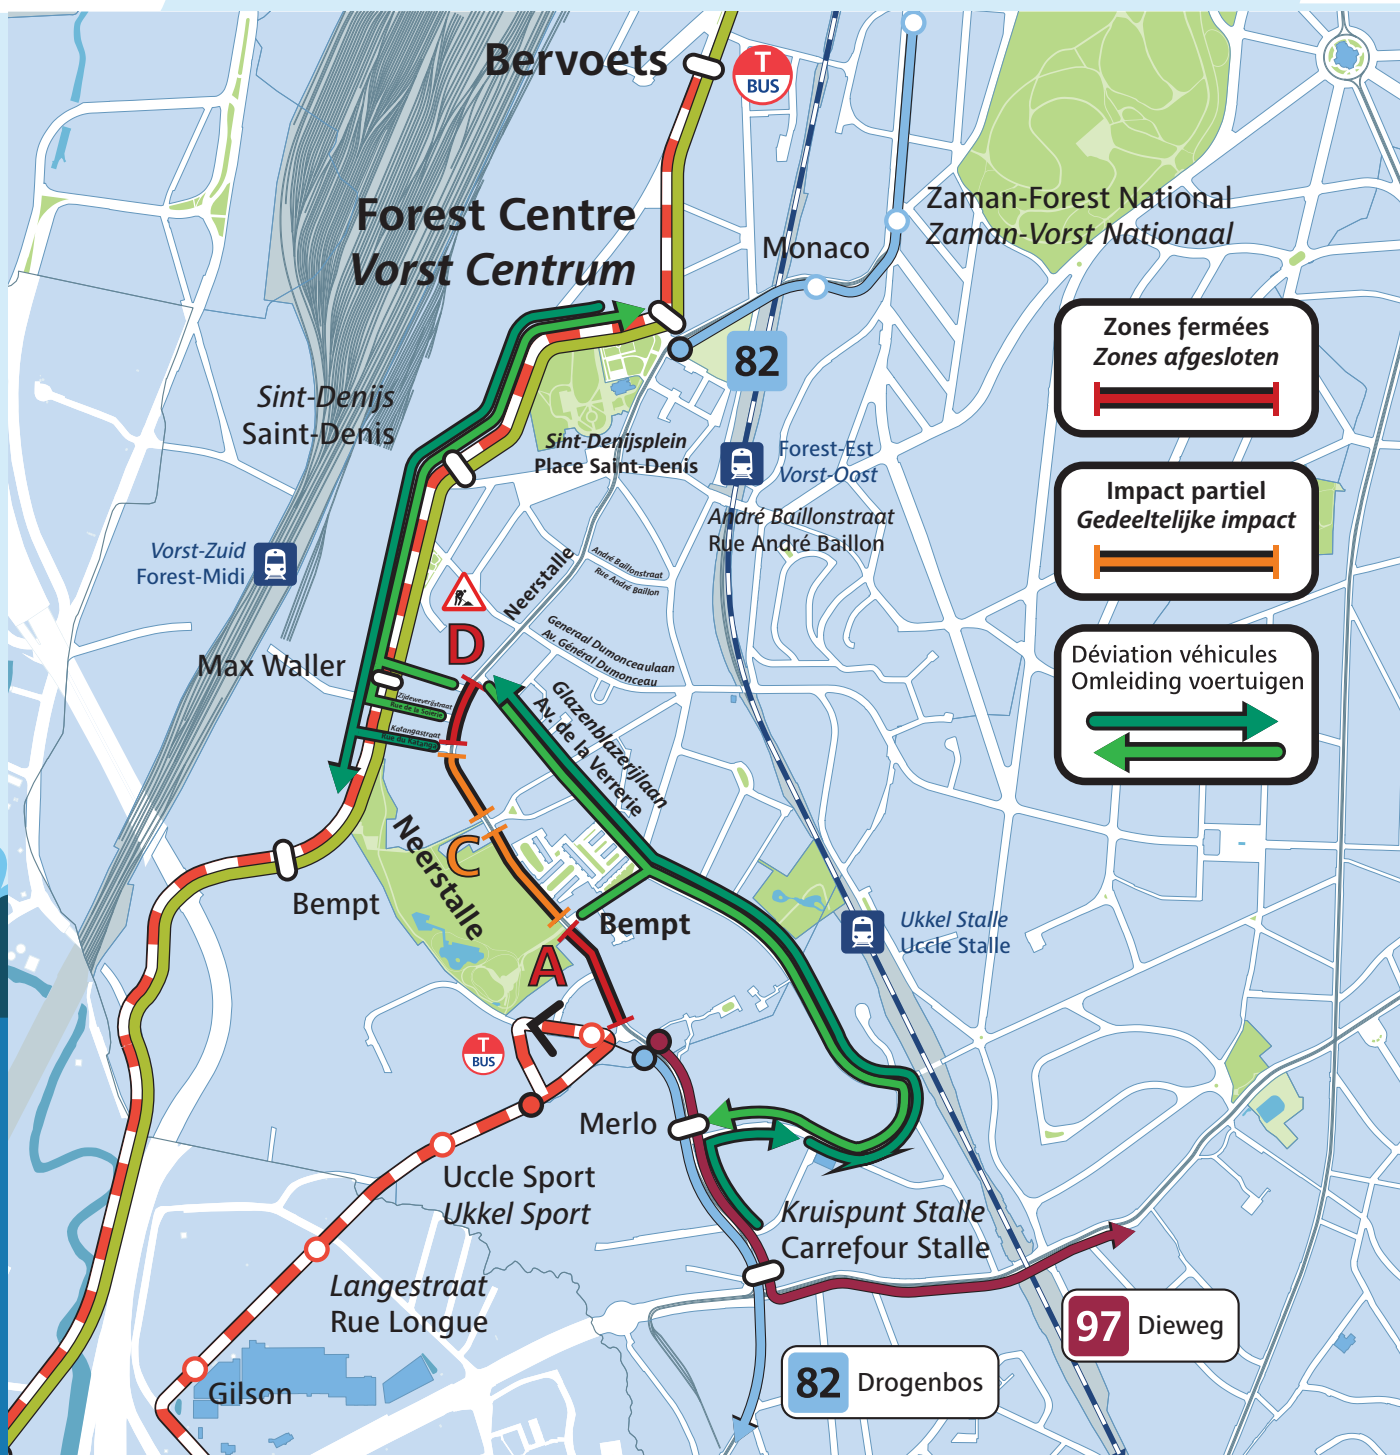 Bervoets
T
BUS
Forest Centre
Vorst Centrum
Zaman-Forest National
Zaman-Vorst Nationaal
Monaco
82
Zones fermées
Zones afgesloten
Sint-Denijs
Saint-Denis
Sint-Denijsplein
Place Saint-Denis
Forest-Est
Vorst-Oost
Impact partiel
Gedeeltelijke impact
André Baillonstraat
Rue André Baillon
Vorst-Zuid
Forest-Midi
Neerstalle
André Baillonstraat
Rue André Baillon
D
Generaal Dumonceaulaan
Av. Général Dumonceau
Déviation véhicules
Omleiding voertuigen
Max Waller
Zijdeweverijstraat
Rue de la Soierie
Katangastraat
Rue du Katanga
Glazenblazerijlaan
Av. de la Verrerie
Neerstalle
C
Bempt
Bempt
A
Ukkel Stalle
Uccle Stalle
T
BUS
Merlo
Uccle Sport
Ukkel Sport
Kruispunt Stalle
Carrefour Stalle
Langestraat
Rue Longue
97 Dieweg
82 Drogenbos
Gilson